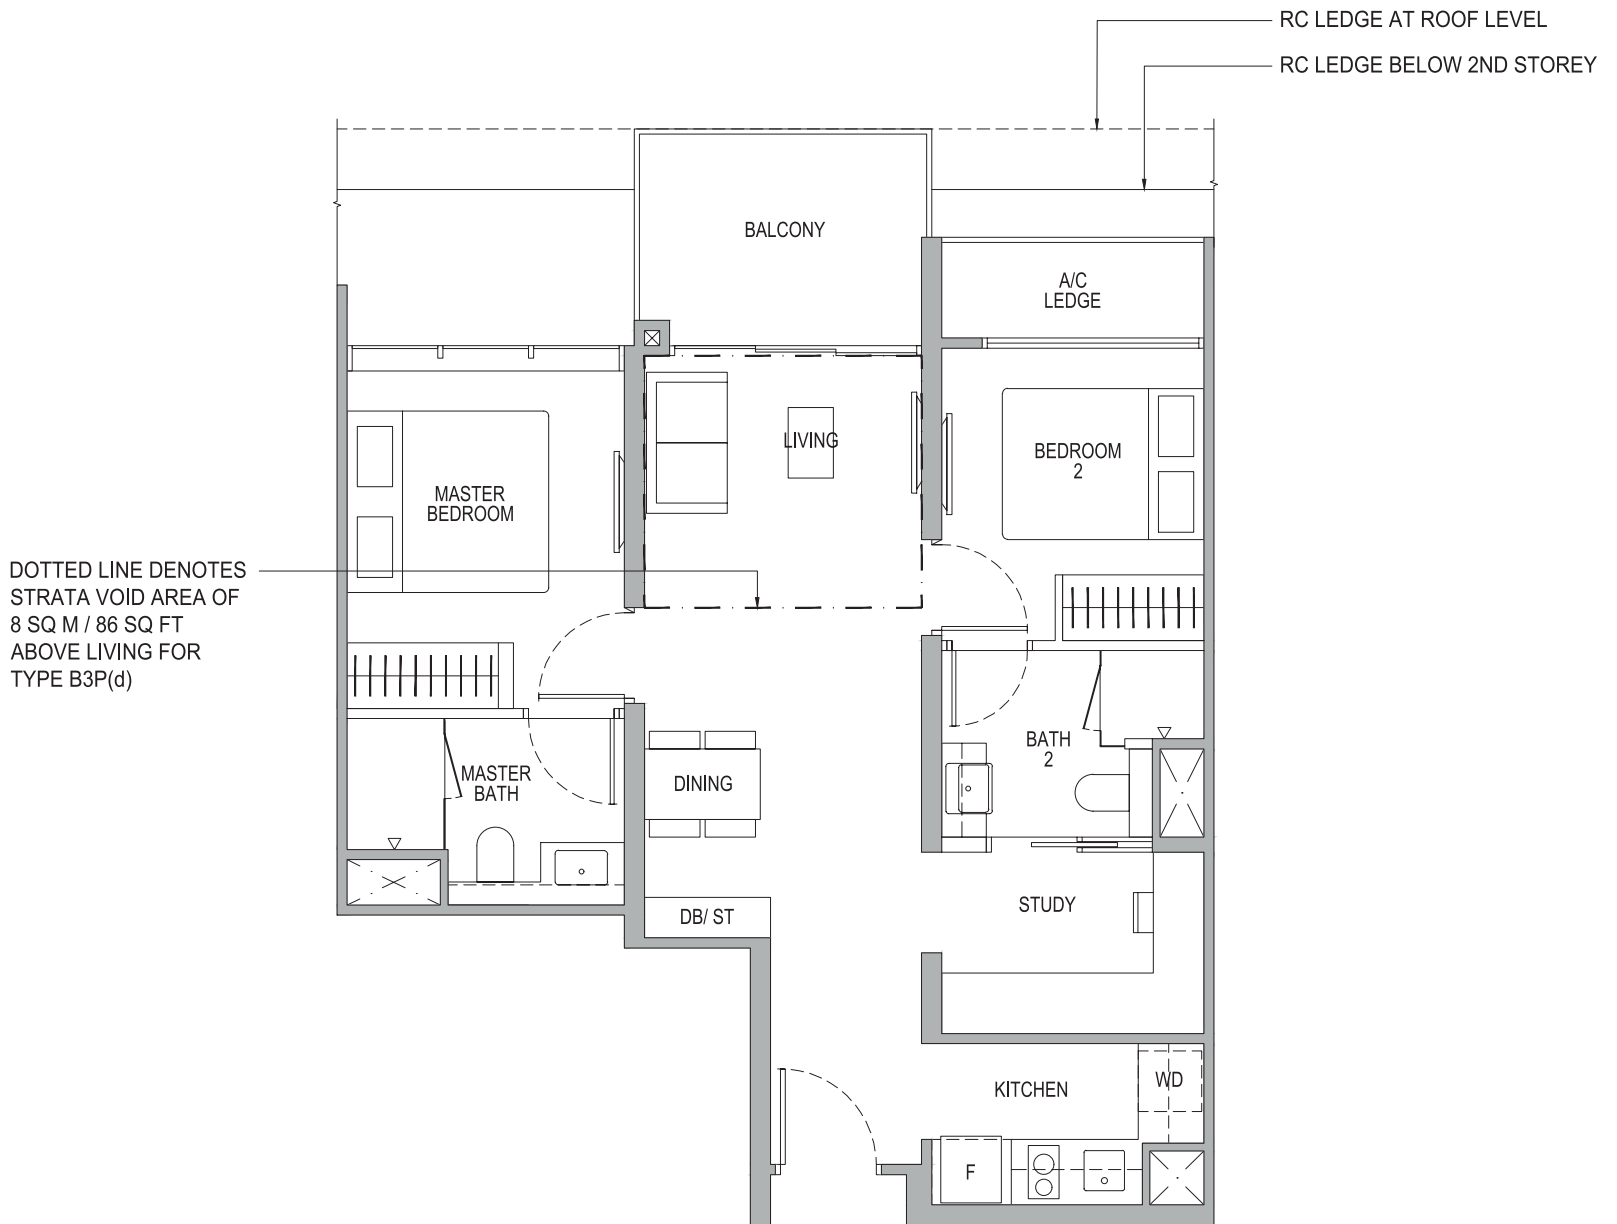 RC LEDGE AT ROOF LEVEL
RC LEDGE BELOW 2ND STOREY
BALCONY
A/C
LEDGE
LIVING
BEDROOM
2
MASTER
BEDROOM
DOTTED LINE DENOTES
STRATA VOID AREA OF
8 SQ M / 86 SQ FT
ABOVE LIVING FOR
TYPE B3P(d)
BATH
2
MASTER
BATH
DINING
STUDY
DB/ ST
KITCHEN
WD
F